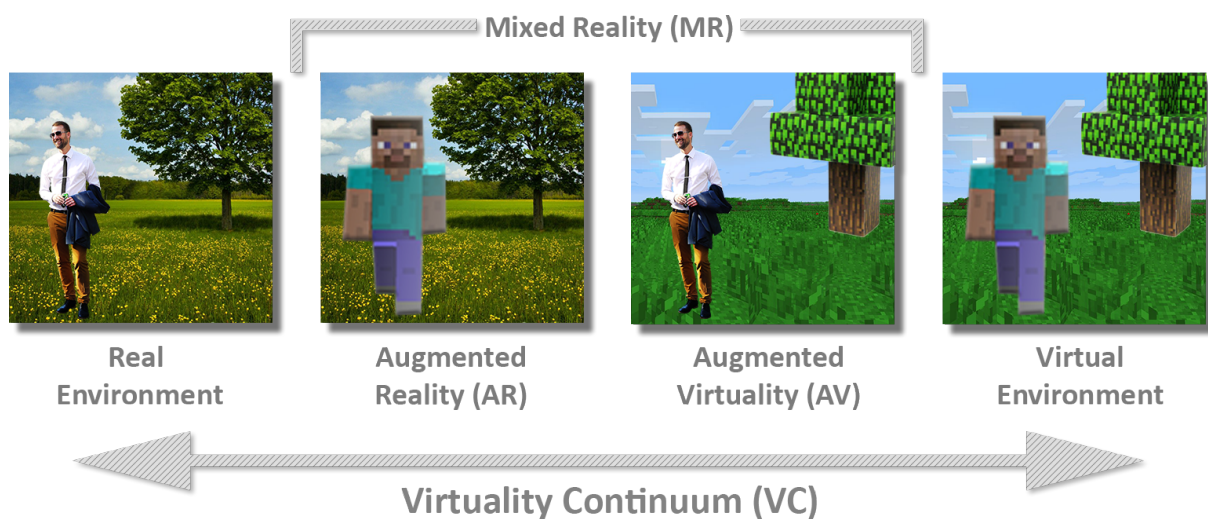 Mixed Reality (MR)
Real
Environment
Augmented
Reality (AR)
Augmented
Virtuality (AV)
Virtual
Environment
Virtuality Continuum (VC)